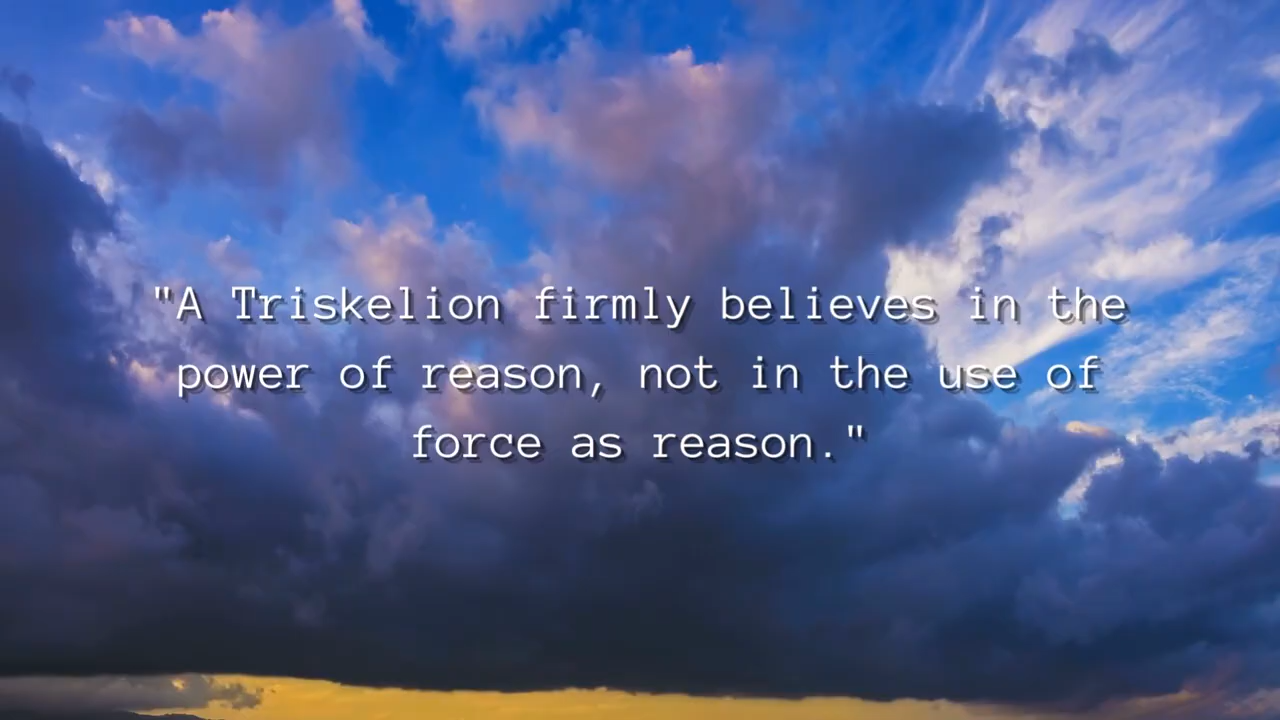 "A Triskelion firmly believes in the
power of reason, not in the use of
force as reason."